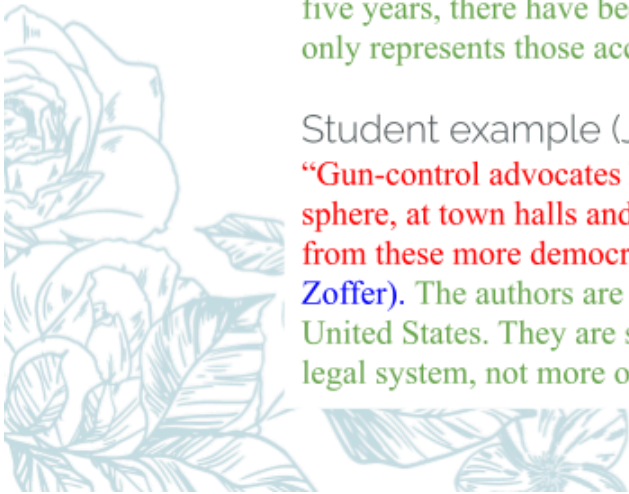 five years, there have be
only represents those acc
Student example (J
“Gun-control advocates
sphere, at town halls and
from these more democr
Zoffer). The authors are
United States. They are s
legal system, not more o